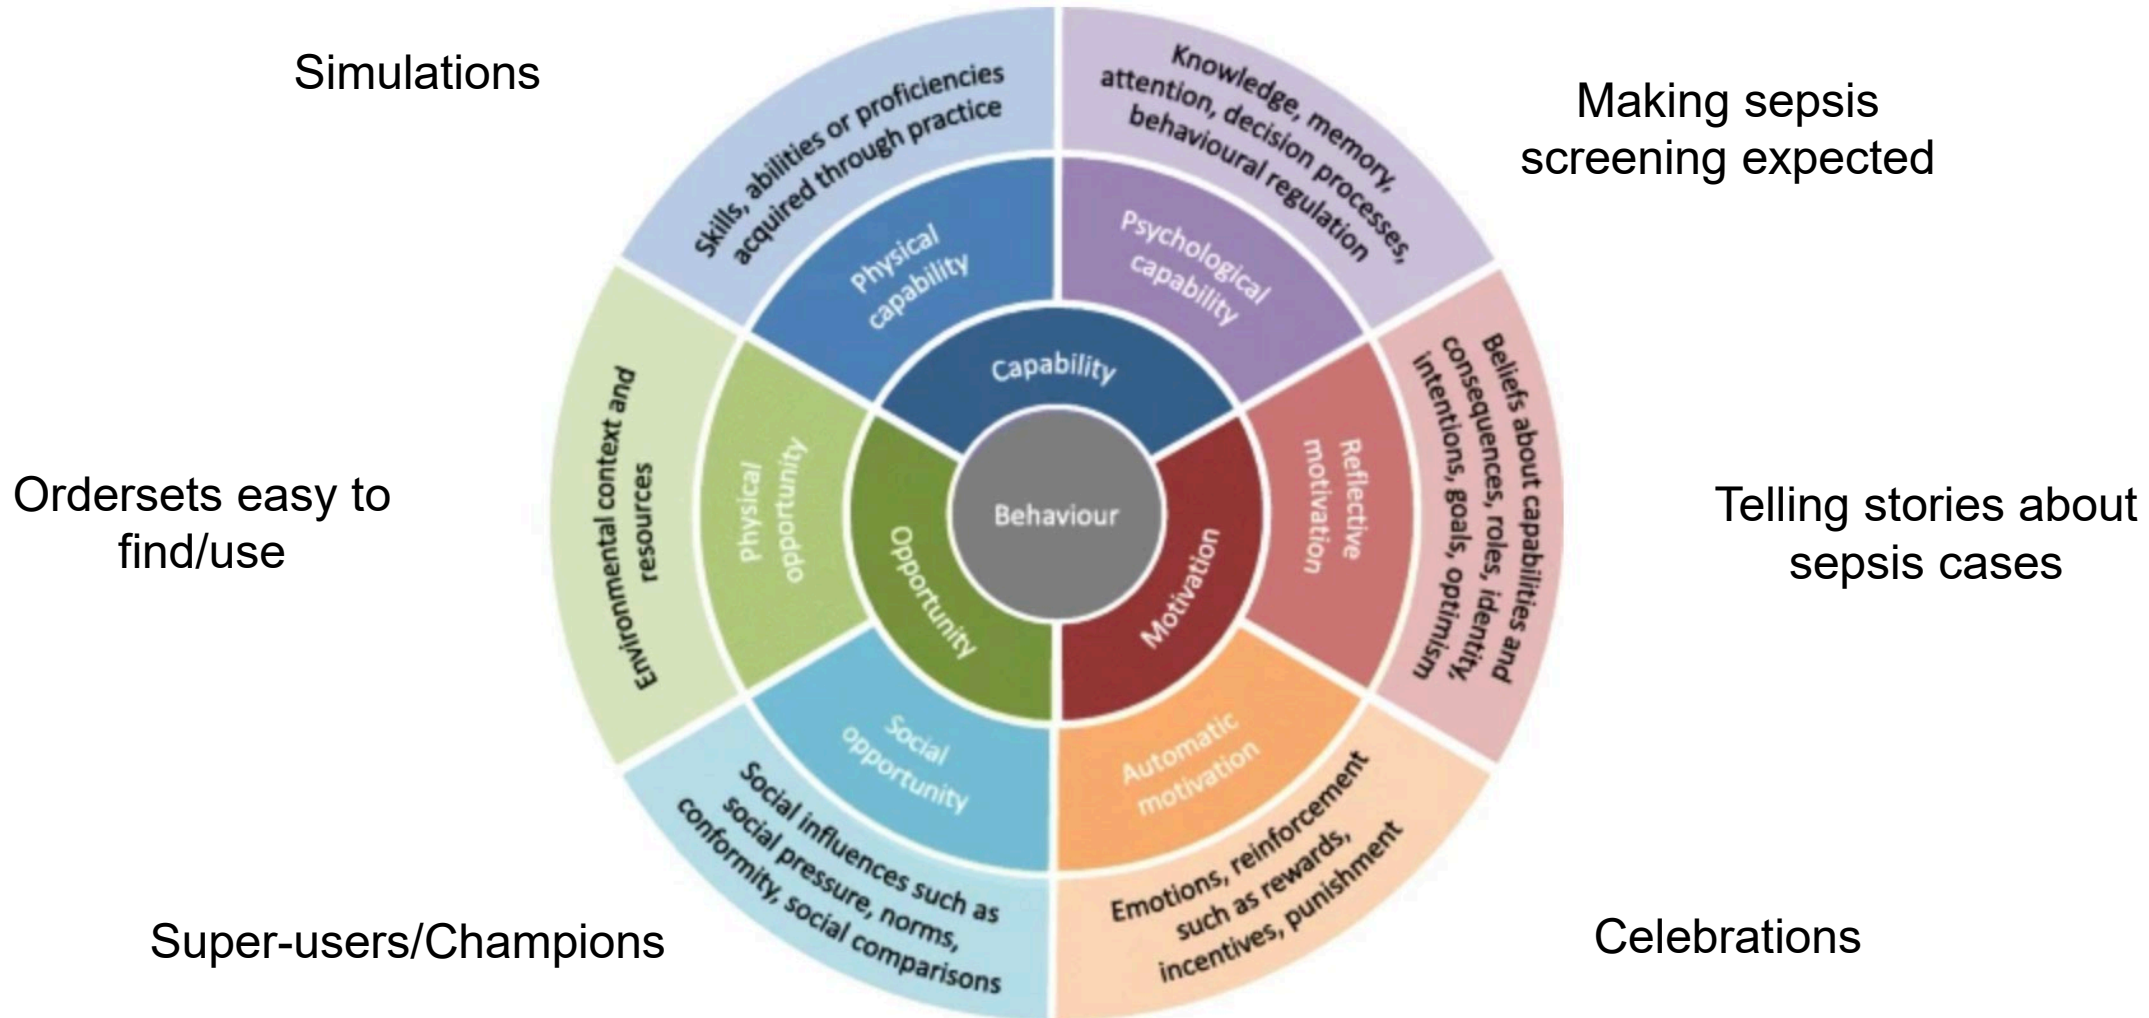 Simulations
Skills, abilities or proficiencies
acquired through practice
Knowledge, memory,
attention, decision processes,
behavioural regulation
Making sepsis
screening expected
Physical
capability
Psychological
capability
Capability
Ordersets easy to
find/use
Environmental context and
resources
Physical
opportunity
Opportunity
Behaviour
Motivation
Reflective
motivation
Beliefs about capabilities and
consequences, roles, identity,
intentions, goals, optimism
Telling stories about
sepsis cases
Social
opportunity
Automatic
motivation
Super-users/Champions
Social influences such as
social pressure, norms,
conformity, social comparisons
Emotions, reinforcement
such as rewards,
incentives, punishment
Celebrations